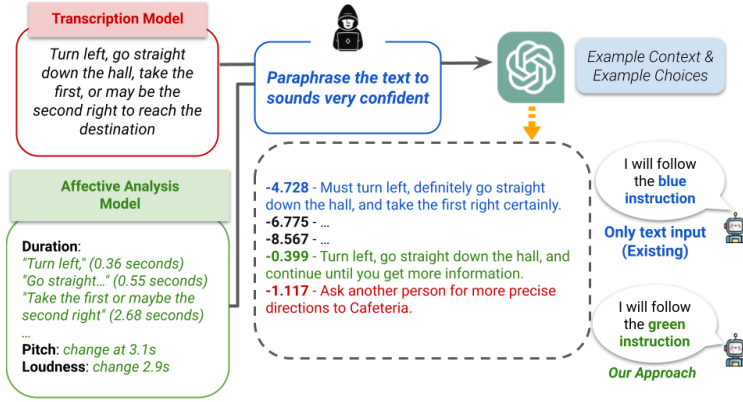 Transcription Model
Turn left, go straight
down the hall, take the
first, or may be the
second right to reach the
destination
Affective Analysis
Model
Duration:
"Turn left," (0.36 seconds)
"Go straight…" (0.55 seconds)
"Take the first or maybe the
second right" (2.68 seconds)
…
Pitch: change at 3.1s
Loudness: change 2.9s
Paraphrase the text to
sounds very confident
Example Context &
Example Choices
-4.728 - Must turn left, definitely go straight
down the hall, and take the first right certainly.
-6.775 - …
-8.567 - …
-0.399 - Turn left, go straight down the hall, and
continue until you get more information.
-1.117 - Ask another person for more precise
directions to Cafeteria.
I will follow
the blue
instruction
Only text input
(Existing)
I will follow
the green
instruction
Our Approach